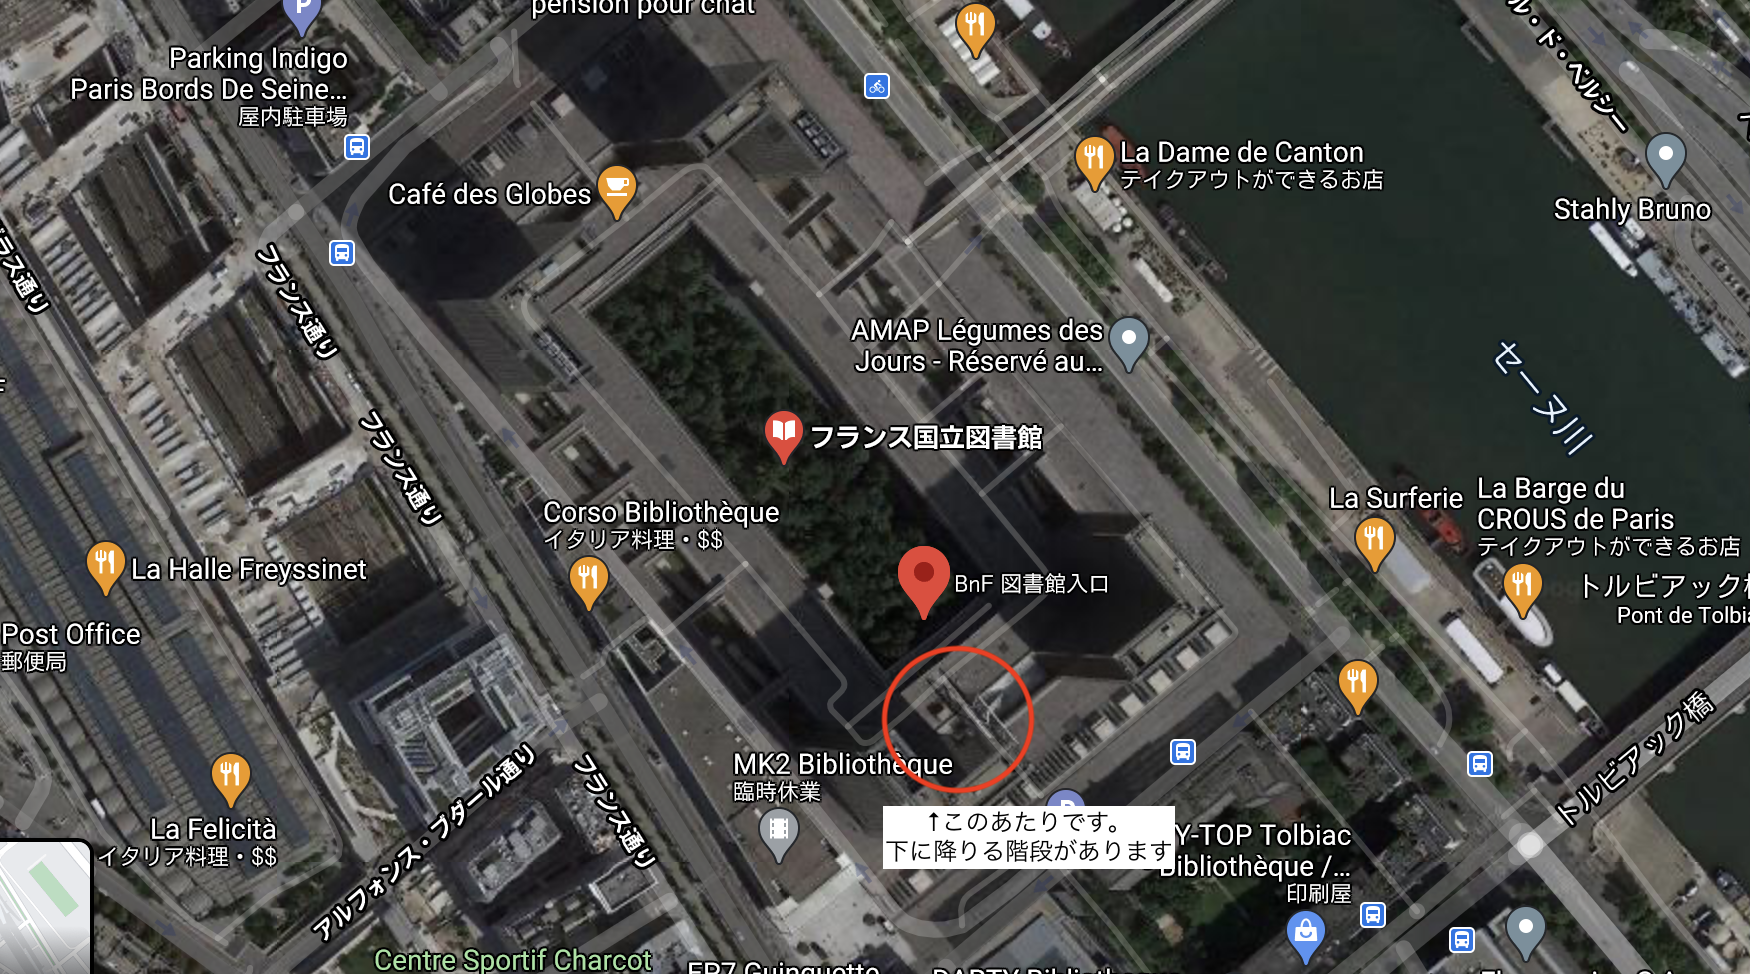 pension pour chat
Parking Indigo
Paris Bords De Seine...
屋内駐車場
P
Café des Globes
La Dame de Canton
テイクアウトができるお店
ル・ド・ベルシー
Stahly Bruno
フランス通り
フランス通り
AMAP Légumes des
Jours - Réservé au...
セーヌ川
フランス国立図書館
フランス通り
Corso Bibliothèque
イタリア料理・$$
La Surferie
La Barge du
CROUS de Paris
テイクアウトができるお店
La Halle Freyssinet
BnF 図書館入口
トルビアック橋
Pont de Tolbia
Post Office
郵便局
トルビアック橋
MK2 Bibliothèque
臨時休業
フランス通り
アルフォンス・ブダール通り
La Felicità
イタリア料理・$$
↑このあたりです。
下に降りる階段があります
Y-TOP Tolbiac
Bibliothèque /...
印刷屋
Centre Sportif Charcot
EP7 Guinguette